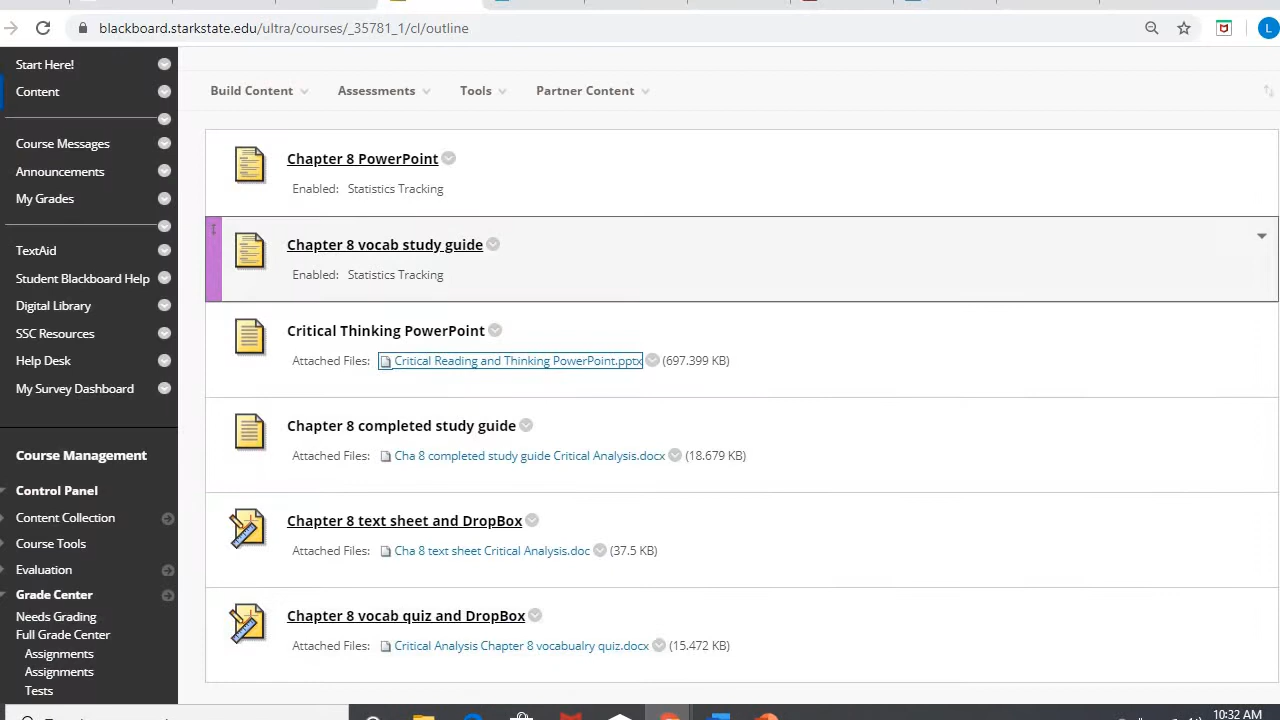 blackboard.starkstate.edu/ultra/courses/_35781_1/cl/outline
L
Start Here!
Content
Course Messages
Announcements
My Grades
TextAid
Student Blackboard Help
Digital Library
SSC Resources
Help Desk
My Survey Dashboard
Course Management
Control Panel
Content Collection
Course Tools
Evaluation
Grade Center
Needs Grading
Full Grade Center
Assignments
Assignments
Tests
Build Content Assessments Tools Partner Content
Chapter 8 PowerPoint
Enabled: Statistics Tracking
Chapter 8 vocab study guide
Enabled: Statistics Tracking
Critical Thinking PowerPoint
Attached Files: Critical Reading and Thinking PowerPoint.pptx (697.399 KB)
Chapter 8 completed study guide
Attached Files: Cha 8 completed study guide Critical Analysis.docx (18.679 KB)
Chapter 8 text sheet and DropBox
Attached Files: Cha 8 text sheet Critical Analysis.doc (37.5 KB)
Chapter 8 vocab quiz and DropBox
Attached Files: Critical Analysis Chapter 8 vocabualry quiz.docx (15.472 KB)
10:32 AM